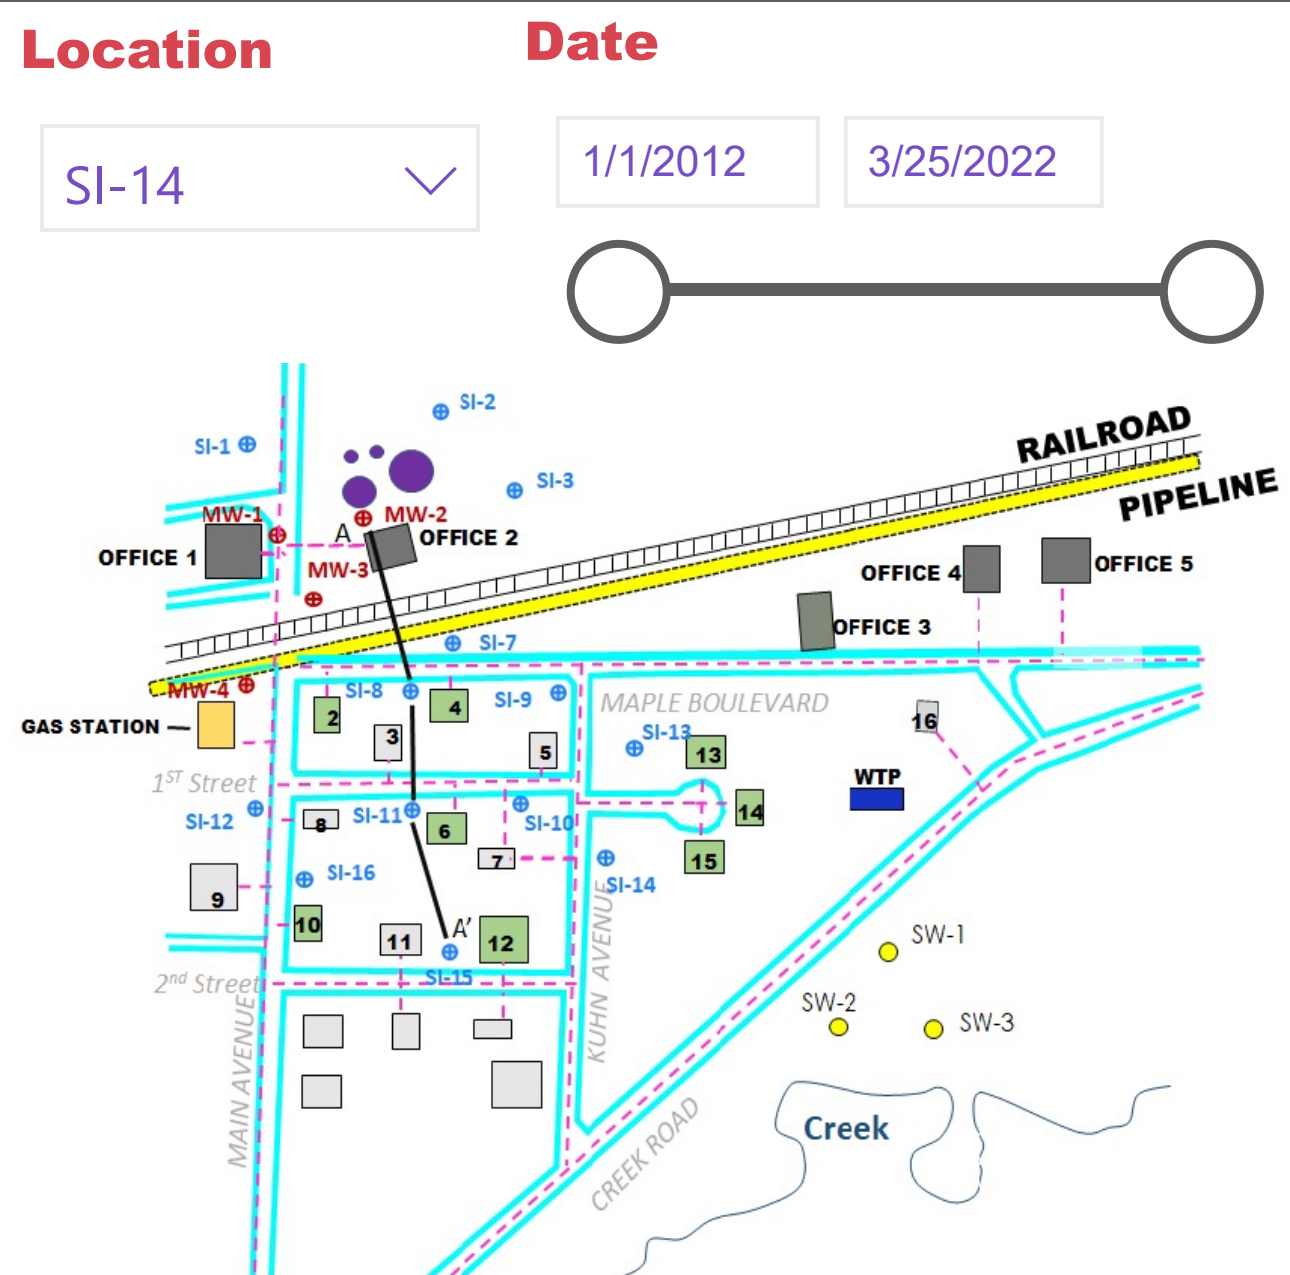 Location
Date
SI-14
1/1/2012
3/25/2022
SI-2
SI-1
SI-3
RAILROAD
PIPELINE
MW-1
MW-2
A
OFFICE 2
OFFICE 1
MW-3
OFFICE 4
OFFICE 5
OFFICE 3
SI-7
MW-4
SI-8
SI-9
MAPLE BOULEVARD
2
4
16
GAS STATION
3
5
SI-13
13
1ST Street
WTP
SI-12
8
SI-11
6
SI-10
14
7
15
SI-16
SI-14
9
10
11
A’
12
SI-15
SW-1
2nd Street
SW-2
SW-3
KUHN AVENUE
MAIN AVENUE
CREEK ROAD
Creek